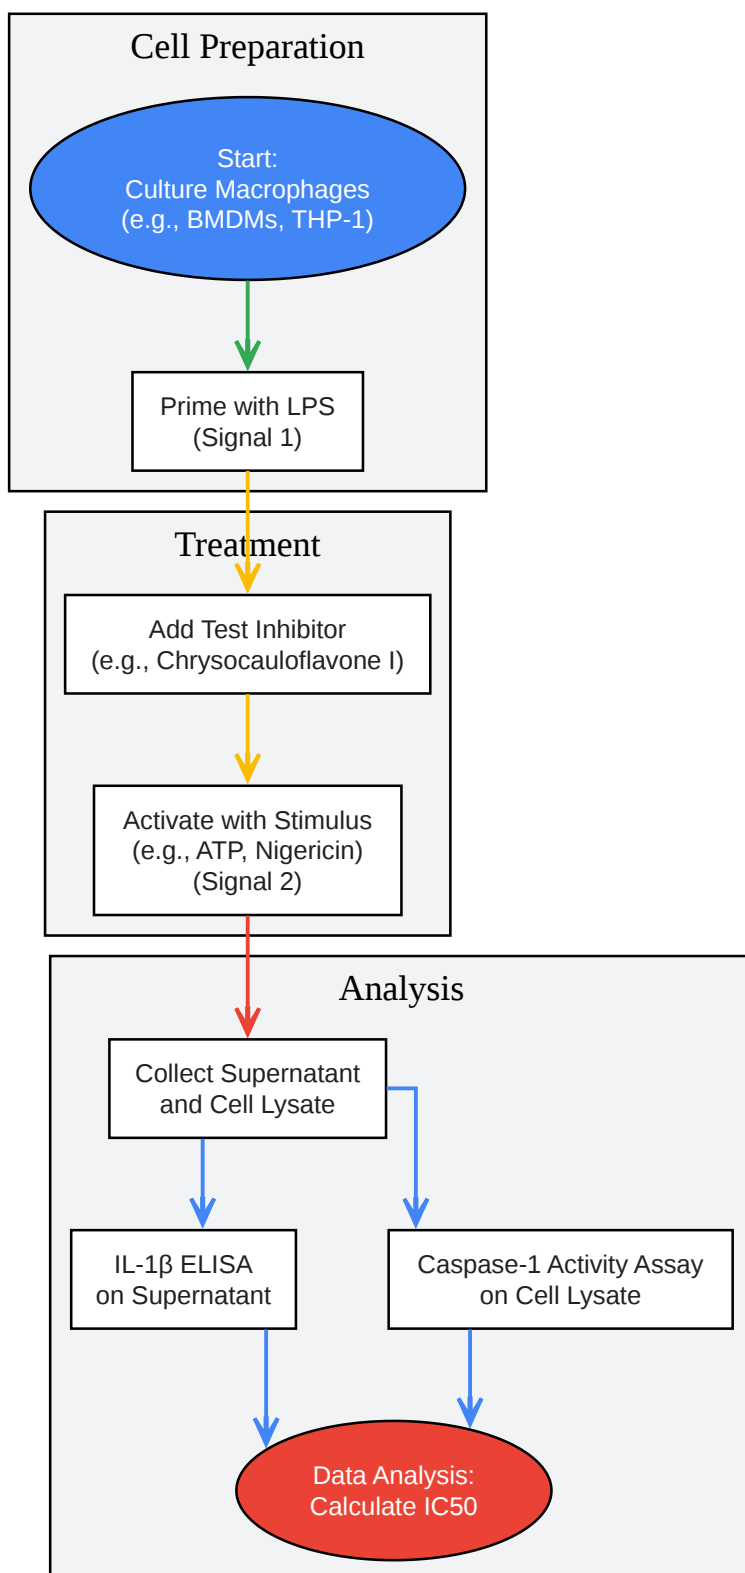 Cell Preparation
Start:
Culture Macrophages
(e.g., BMDMs, THP-1)
Prime with LPS
(Signal 1)
Treatment
Add Test Inhibitor
(e.g., Chrysocauloflavone I)
Activate with Stimulus
(e.g., ATP, Nigericin)
(Signal 2)
Analysis
Collect Supernatant
and Cell Lysate
IL-1β ELISA
on Supernatant
Caspase-1 Activity Assay
on Cell Lysate
Data Analysis:
Calculate IC50